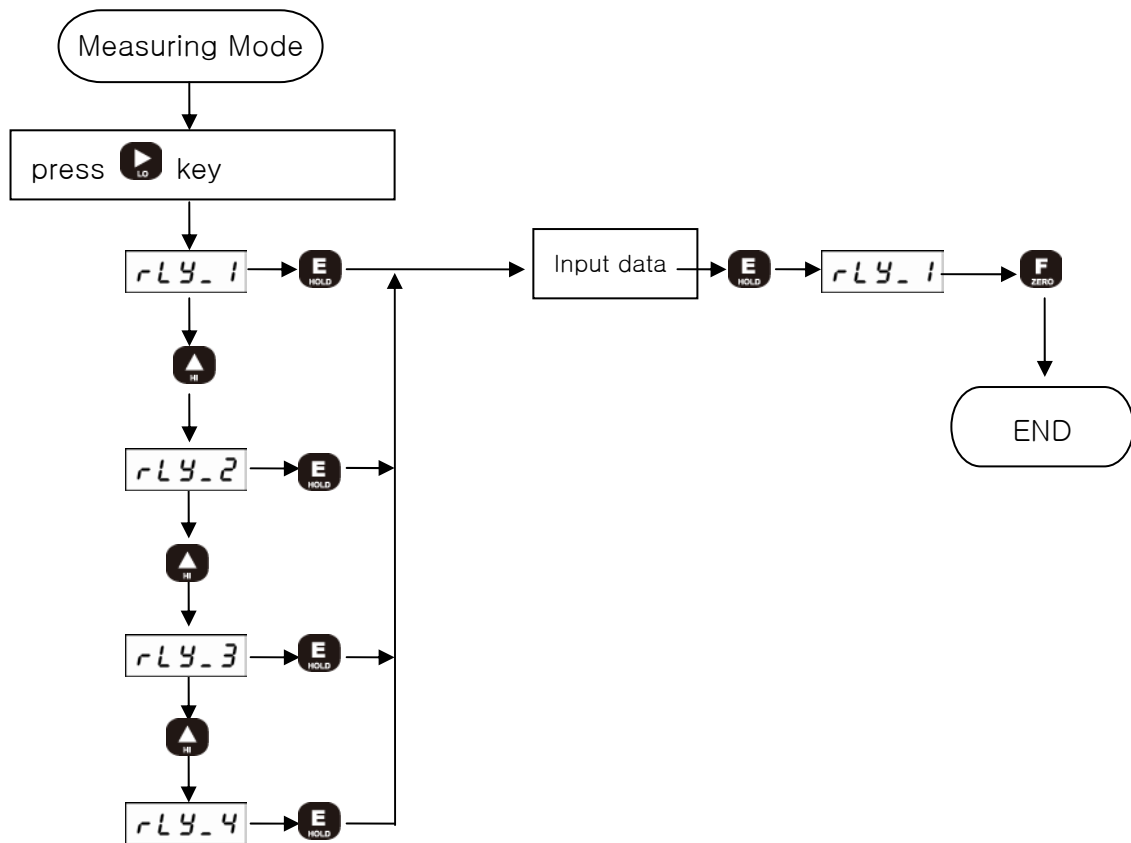 Measuring Mode
press LO key
rLY_1 E HOLD Input data E HOLD rLY_1 F ZERO
HI
END
rLY_2 E HOLD
HI
rLY_3 E HOLD
HI
rLY_4 E HOLD